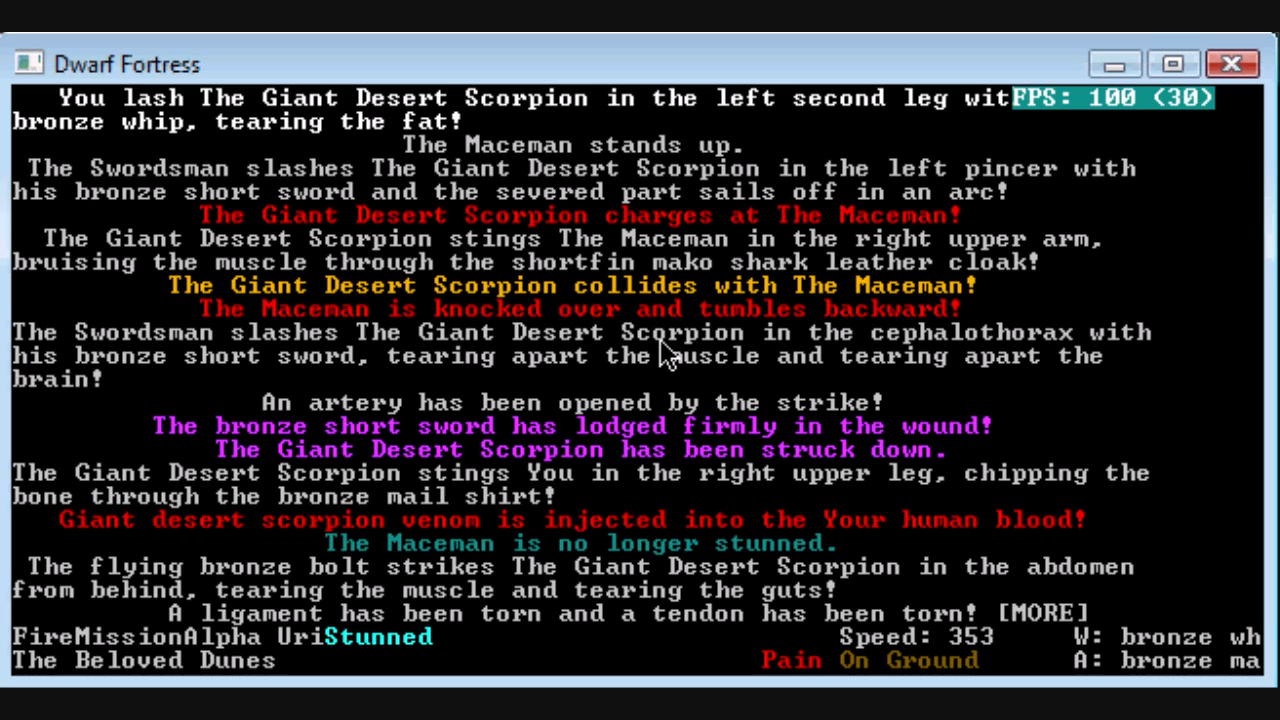 Dwarf Fortress
You lash The Giant Desert Scorpion in the left second leg wit FPS: 100 (30)
bronze whip, tearing the fat!
The Maceman stands up.
The Swordsman slashes The Giant Desert Scorpion in the left pincer with
his bronze short sword and the severed part sails off in an arc!
The Giant Desert Scorpion charges at The Maceman!
The Giant Desert Scorpion stings The Maceman in the right upper arm,
bruising the muscle through the shortfin mako shark leather cloak!
The Giant Desert Scorpion collides with The Maceman!
The Maceman is knocked over and tumbles backward!
The Swordsman slashes The Giant Desert Scorpion in the cephalothorax with
his bronze short sword, tearing apart the muscle and tearing apart the
brain!
An artery has been opened by the strike!
The bronze short sword has lodged firmly in the wound!
The Giant Desert Scorpion has been struck down.
The Giant Desert Scorpion stings You in the right upper leg, chipping the
bone through the bronze mail shirt!
Giant desert scorpion venom is injected into the Your human blood!
The Maceman is no longer stunned.
The flying bronze bolt strikes The Giant Desert Scorpion in the abdomen
from behind, tearing the muscle and tearing the guts!
A ligament has been torn and a tendon has been torn! [MORE]
FireMissionAlpha UriStunned Speed: 353 W: bronze wh
The Beloved Dunes Pain On Ground A: bronze ma